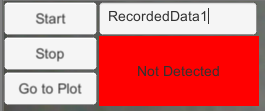 Start
RecordedData1
Stop
Not Detected
Go to Plot